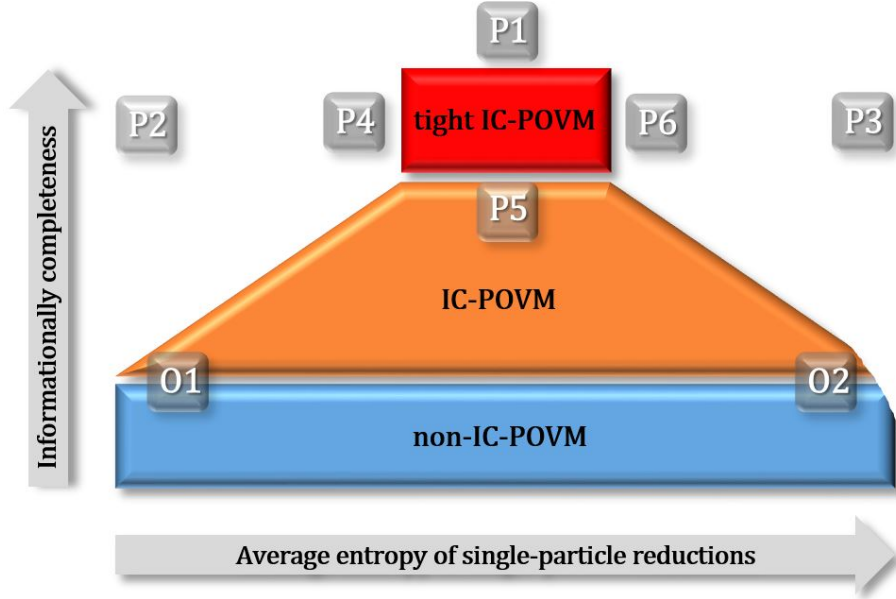 P1
P2
P4
tight IC-POVM
P6
P3
P5
Informationally completeness
IC-POVM
O1
O2
non-IC-POVM
Average entropy of single-particle reductions